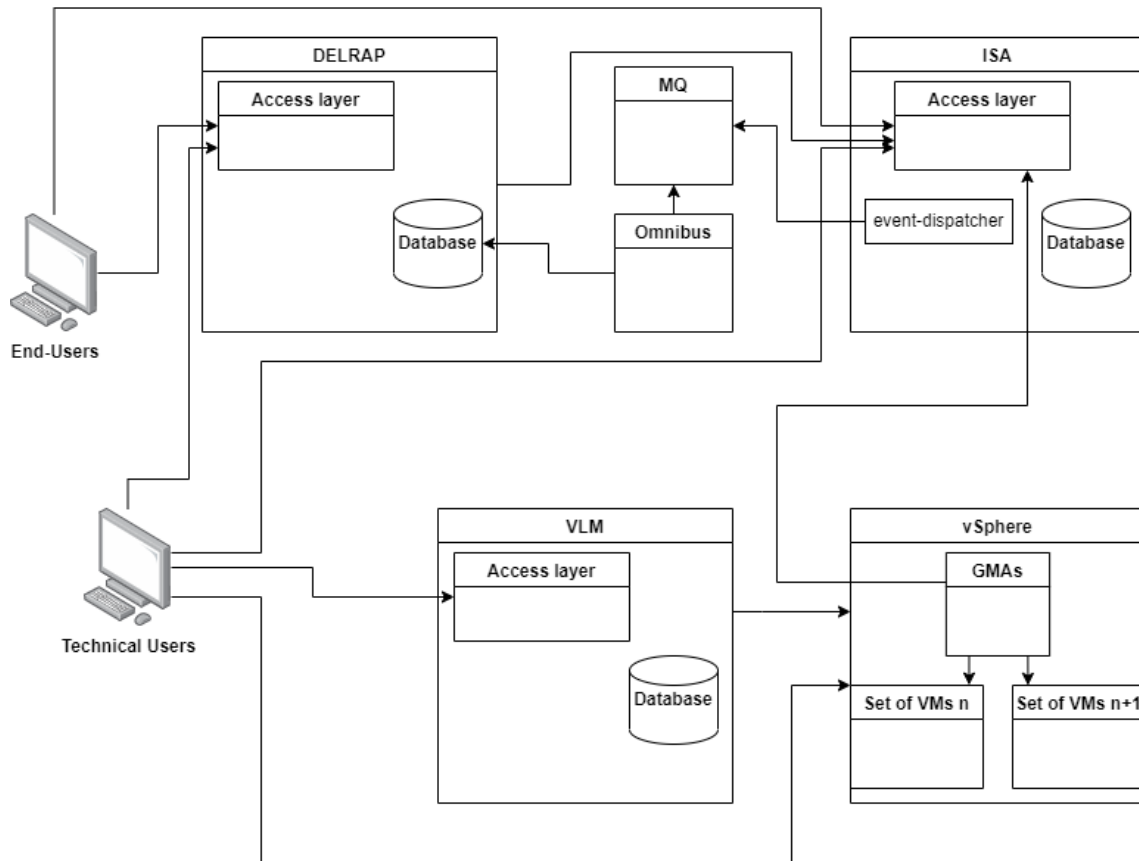 DELRAP
ISA
Access layer
MQ
Access layer
Database
Omnibus
event-dispatcher
Database
End-Users
VLM
vSphere
Access layer
GMAs
Technical Users
Database
Set of VMs n
Set of VMs n+1